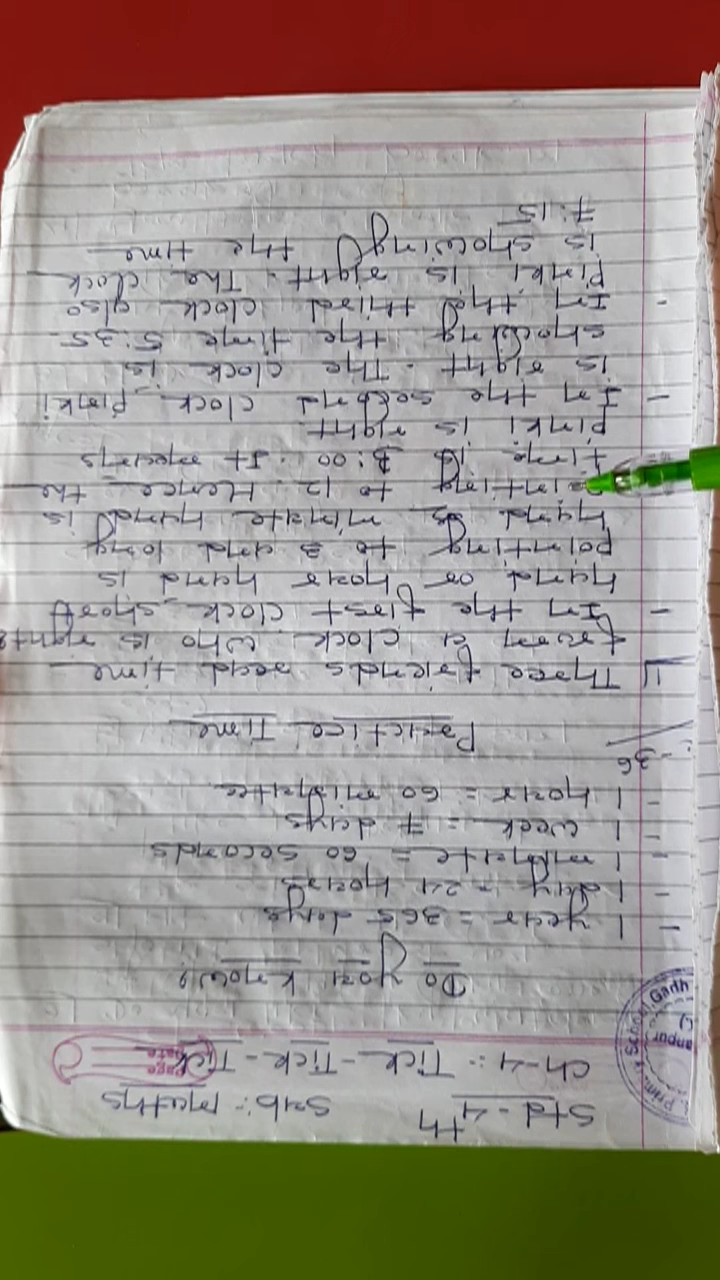 Std - 4th Sub: maths
Ch-4: Tick - Tick - Tick
Page
Date
Do you know?
- 1 year = 365 days
- 1 day = 24 hours
- 1 minute = 60 seconds
- 1 week = 7 days
- 1 hour = 60 minutes
- 36
Practice Time
1 Three friends read time
from a clock. Who is right?
- In the first clock short
hand or hour hand is
pointing to 3 and long
hand or minute hand is
pointing to 12. Hence the
time is 3:00. It means
Pinki is right.
- In the second clock Pinki
is right. The clock is
showing the time 5:35.
- In the third clock also
Pinki is right. The clock
is showing the time
7:15
School, Gadh